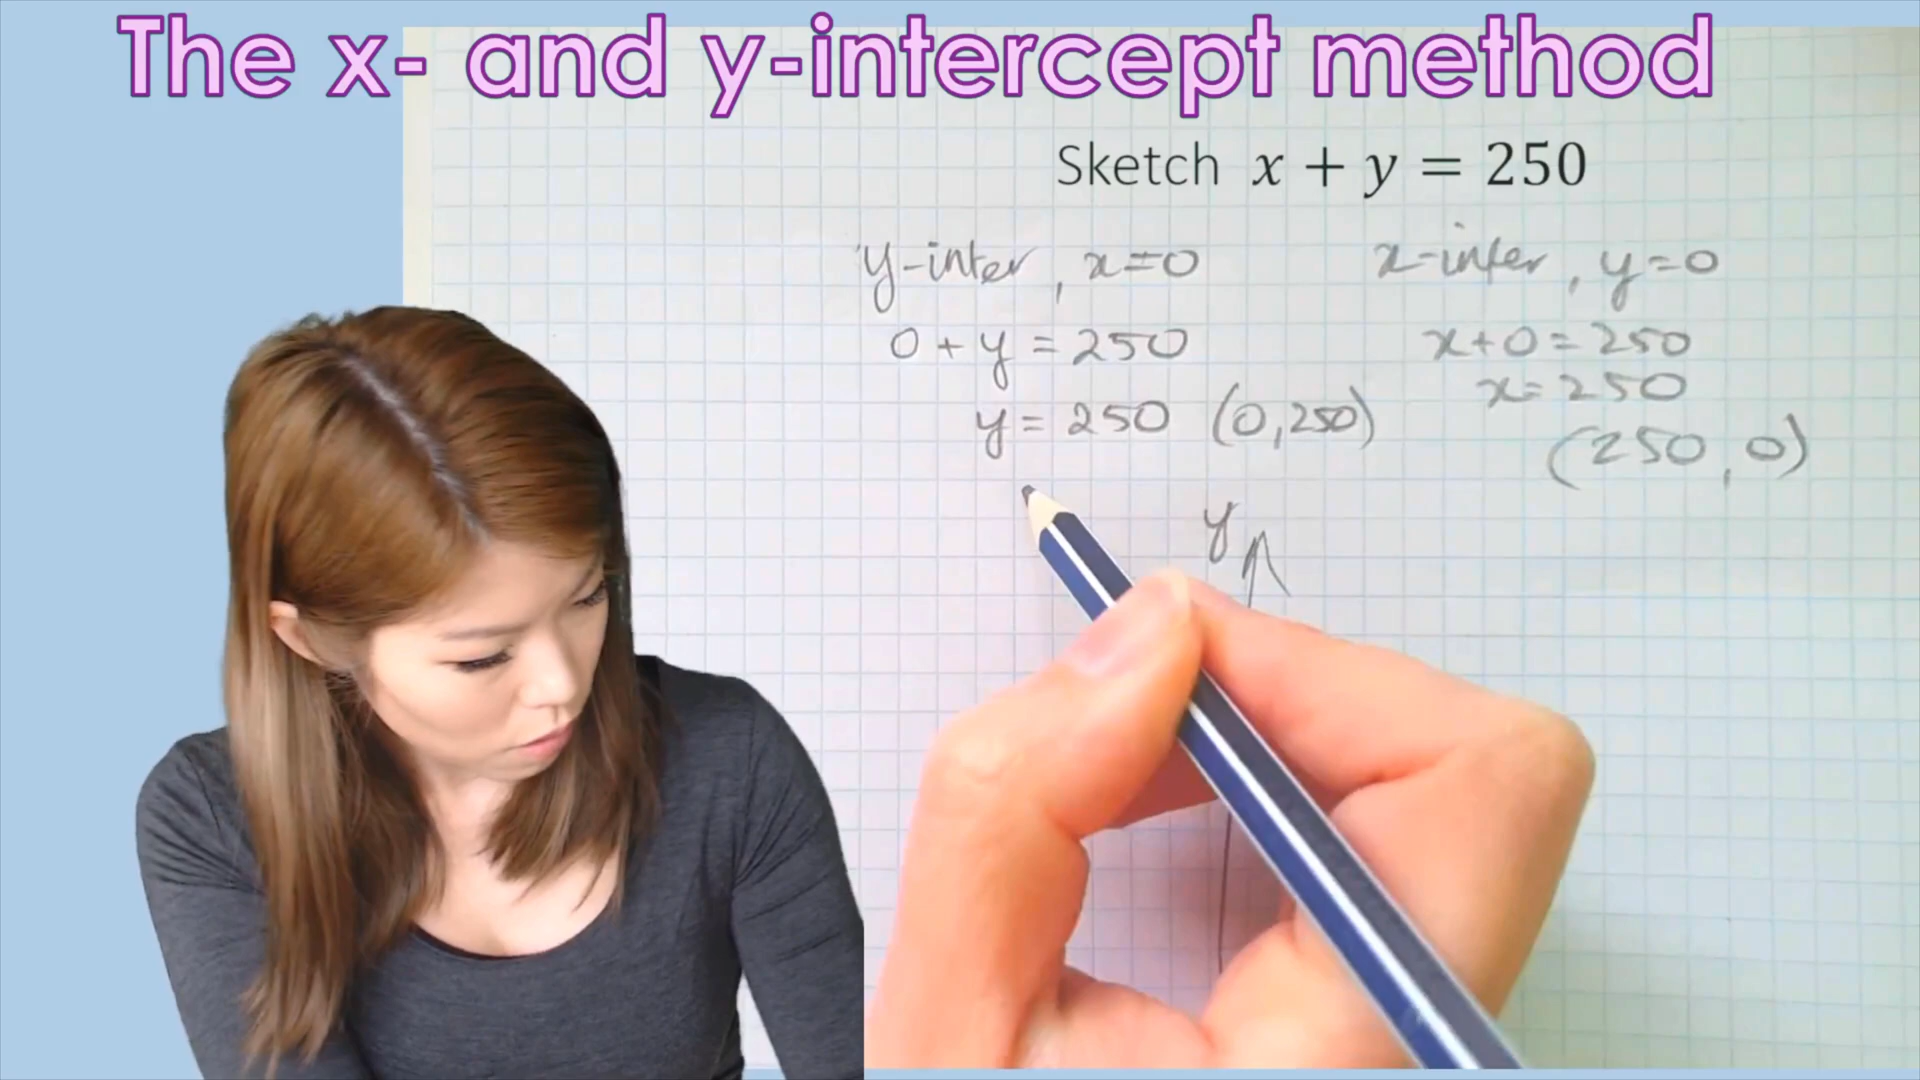 The x- and y-intercept method
Sketch x + y = 250
y-inter, x=0
0 + y = 250
y = 250 (0,250)
x-inter, y=0
x+0=250
x=250
(250,0)
y